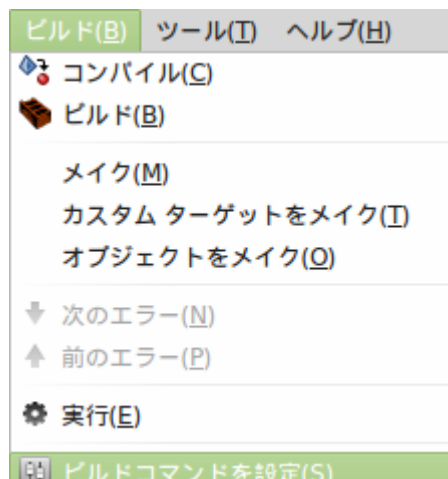 ビルド(B) ツール(T) ヘルプ(H)
コンパイル(C)
ビルド(B)
メイク(M)
カスタム ターゲットをメイク(T)
オブジェクトをメイク(O)
次のエラー(N)
前のエラー(P)
実行(E)
ビルドコマンドを設定(S)